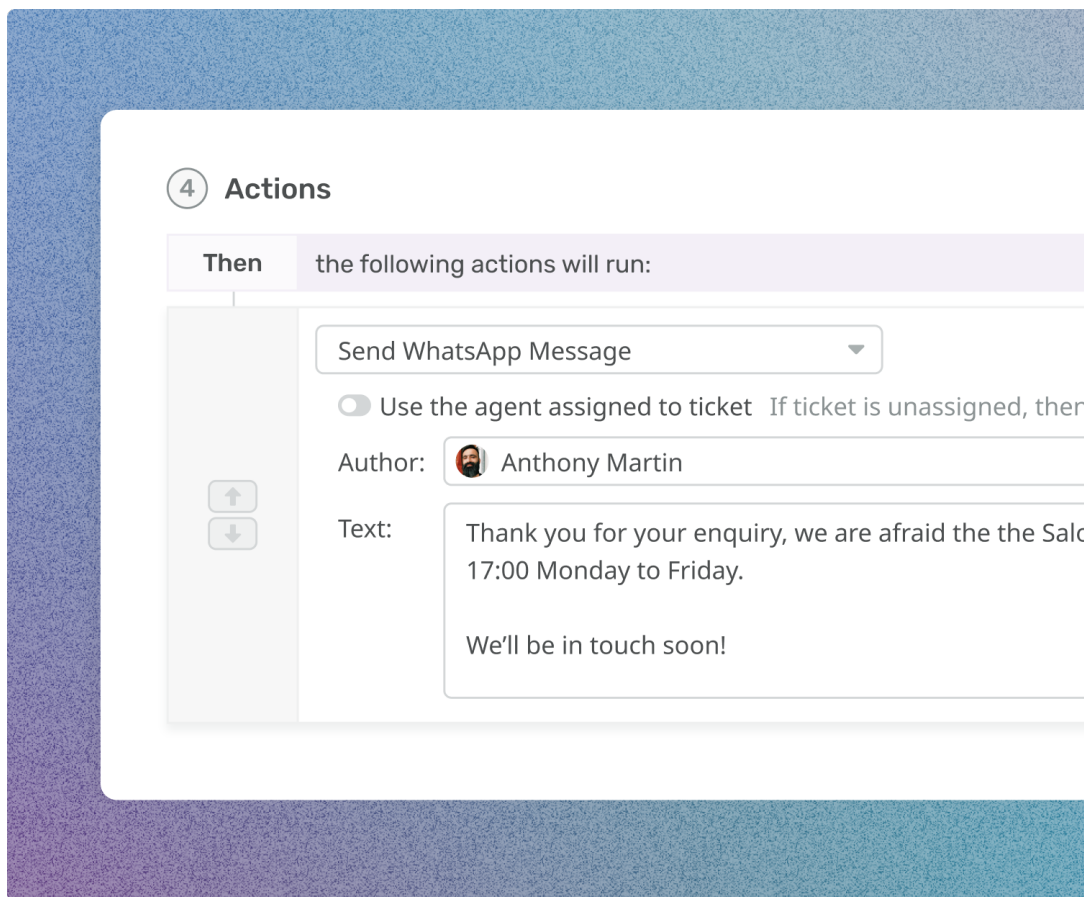 4 Actions
Then the following actions will run:
Send WhatsApp Message
Use the agent assigned to ticket If ticket is unassigned, then
Author: Anthony Martin
Text: Thank you for your enquiry, we are afraid the the
17:00 Monday to Friday.
We’ll be in touch soon!